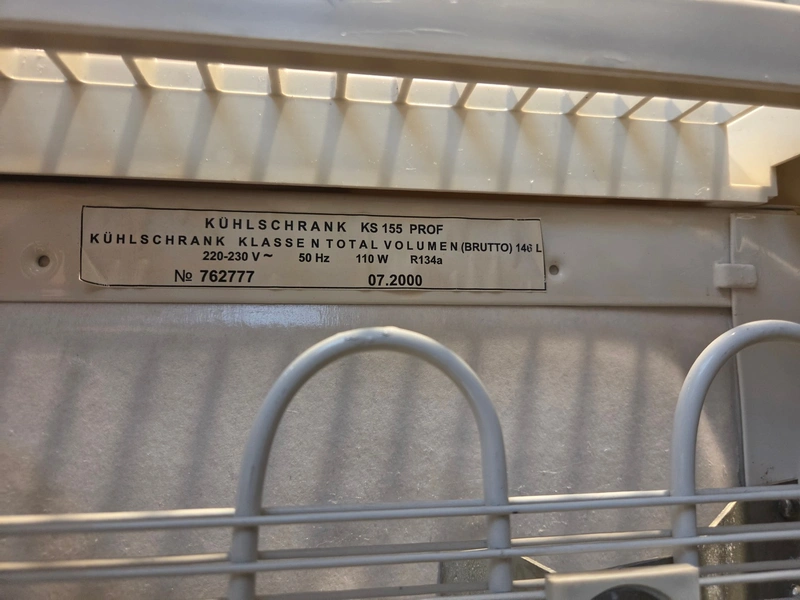 KÜHLSCHRANK KS 155 PROF
KÜHLSCHRANK KLASSE N TOTAL VOLUMEN (BRUTTO) 146 L
220-230 V ~ 50 Hz 110 W R134a
№ 762777 07.2000